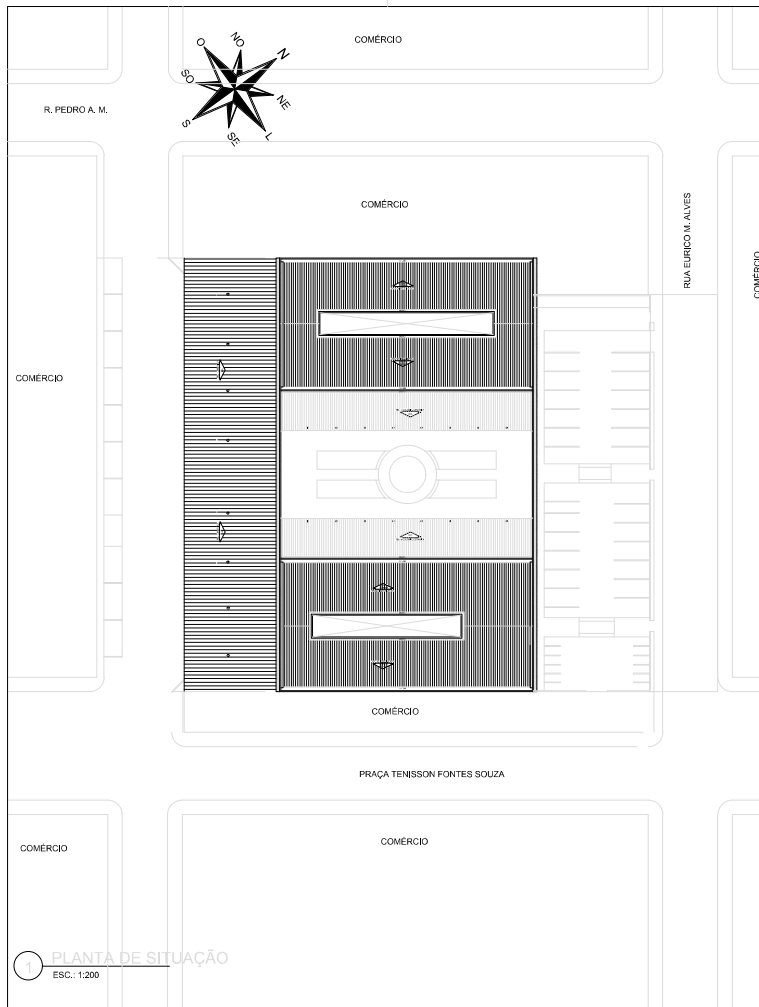 COMÉRCIO
NO
O
N
SO
NE
R. PEDRO A. M.
S
SE
L
COMÉRCIO
RUA EURICO M. ALVES
COMÉRCIO
COMÉRCIO
COMÉRCIO
PRAÇA TENISSON FONTES SOUZA
COMÉRCIO
COMÉRCIO
1
PLANTA DE SITUAÇÃO
ESC.: 1:200